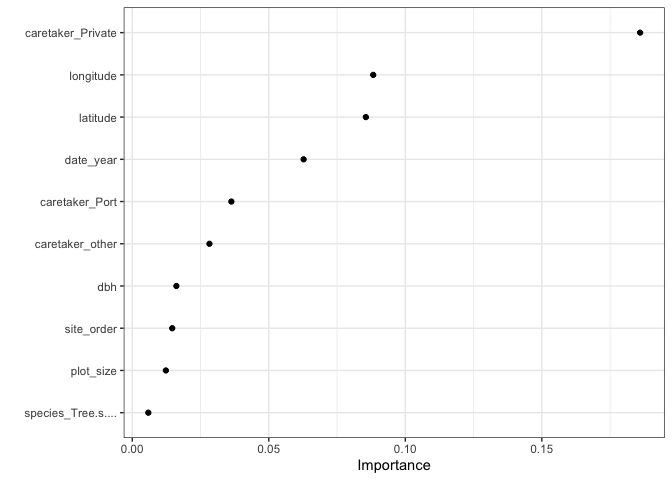 caretaker_Private
longitude
latitude
date_year
caretaker_Port
caretaker_other
dbh
site_order
plot_size
species_Tree.s....
0.00 0.05 0.10 0.15
Importance